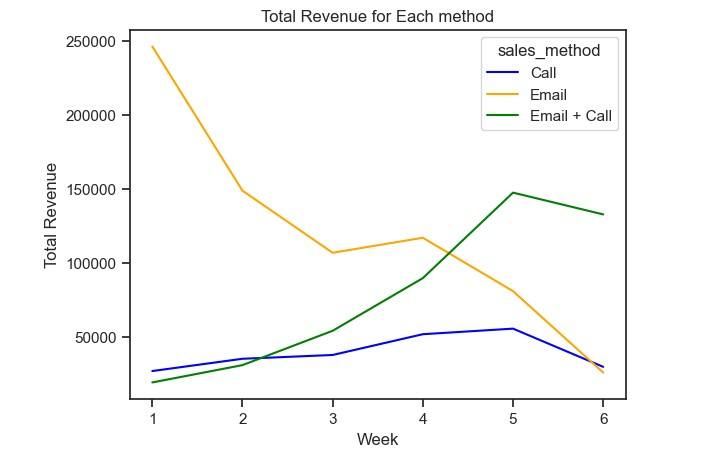 Total Revenue for Each method
sales_method
Call
Email
Email + Call
Total Revenue
250000
200000
150000
100000
50000
1 2 3 4 5 6
Week